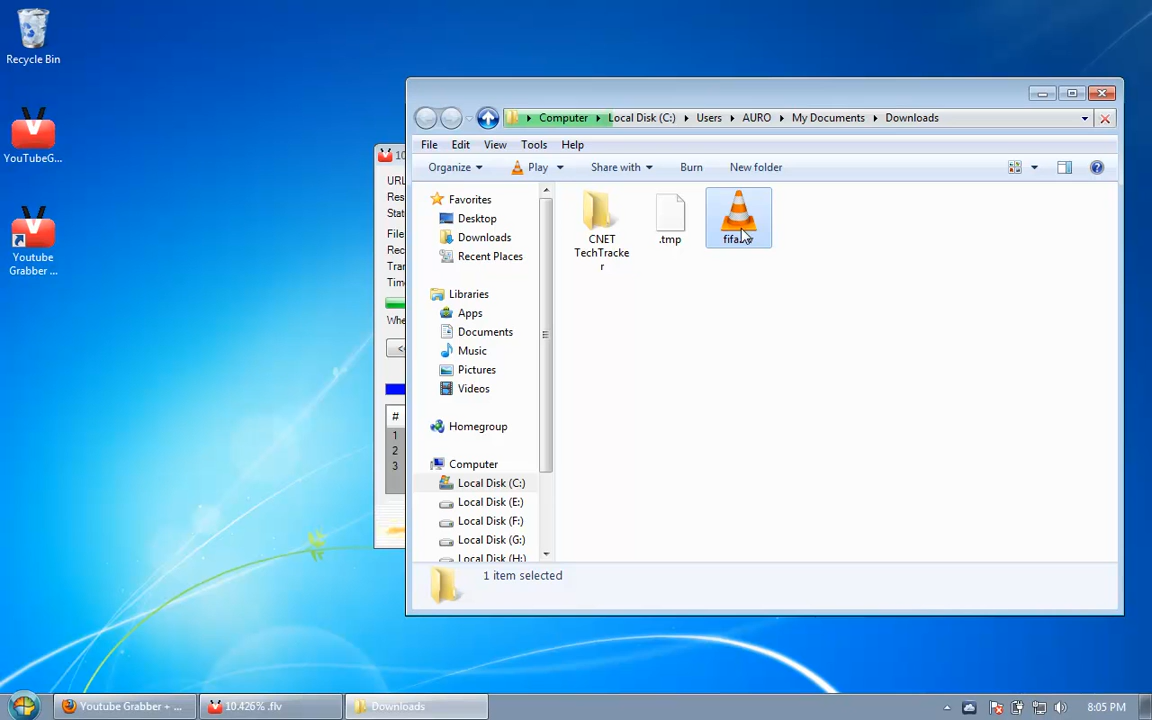 Recycle Bin
YouTubeG...
Youtube
Grabber ...
10
URL
Res
Stat
File
Rec
Tran
Time
Whe
<<
#
1
2
3
Computer
Local Disk (C:)
Users
AURO
My Documents
Downloads
File
Edit
View
Tools
Help
Organize
Play
Share with
Burn
New folder
Favorites
Desktop
Downloads
Recent Places
Libraries
Apps
Documents
Music
Pictures
Videos
Homegroup
Computer
Local Disk (C:)
Local Disk (E:)
Local Disk (F:)
Local Disk (G:)
Local Disk (H:)
CNET
TechTracke
r
.tmp
1 item selected
Youtube Grabber + ...
10.426% .flv
Downloads
8:05 PM